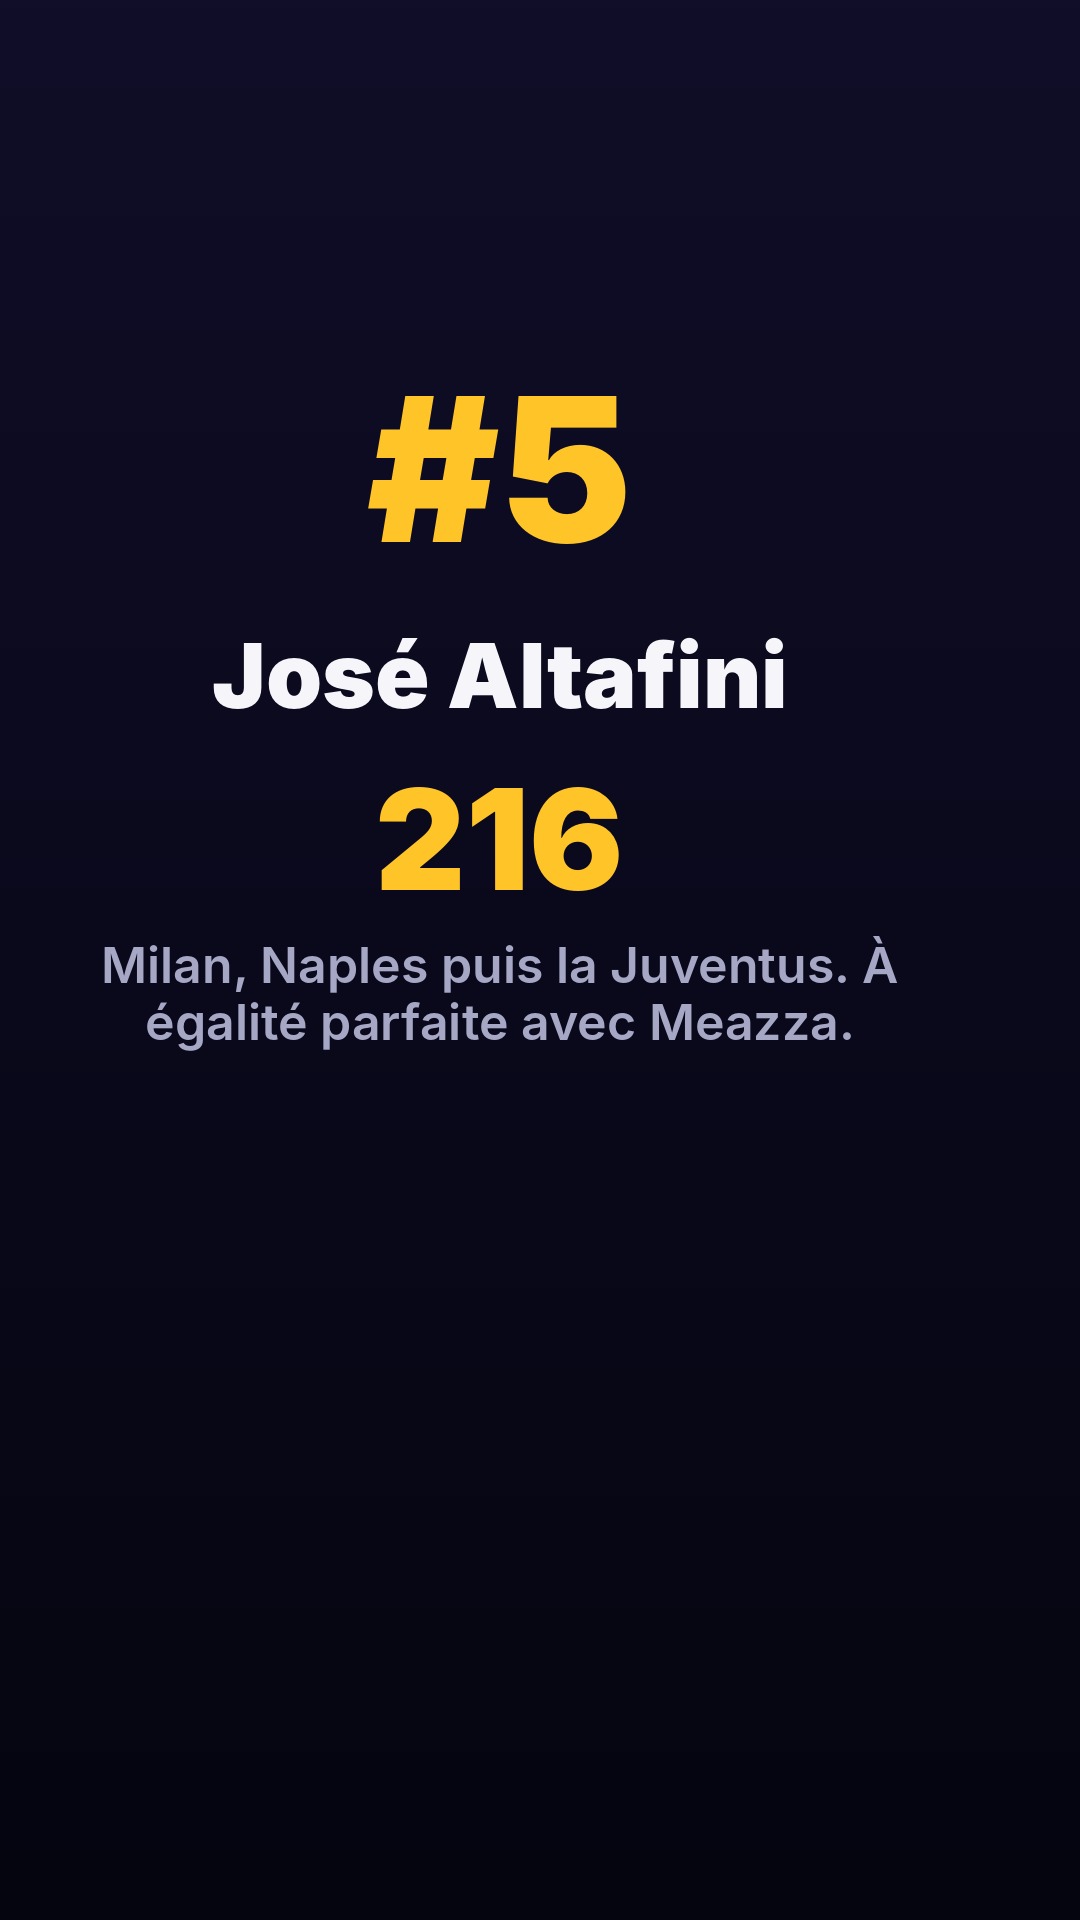 #5
José Altafini
216
Milan, Naples puis la Juventus. À
égalité parfaite avec Meazza.